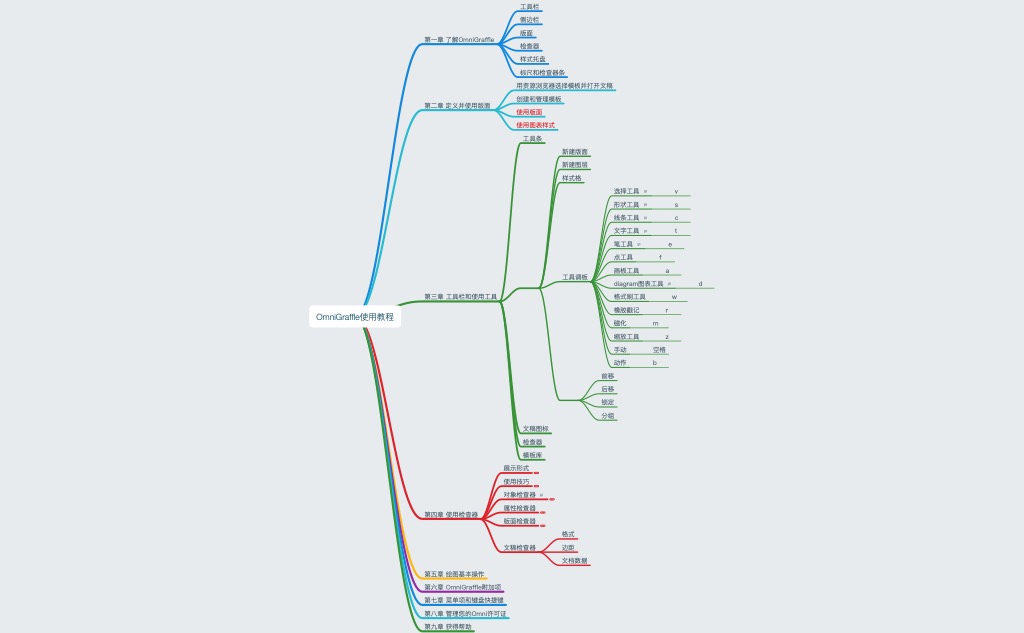 OmniGraffle使用教程
第一章 了解OmniGraffle
工具栏
侧边栏
版面
检查器
样式托盘
标尺和检查器条
第二章 定义并使用版面
用资源浏览器选择模板并打开文稿
创建和管理模板
使用版面
使用图表样式
第三章 工具栏和使用工具
工具条
新建版面
新建图层
样式格
工具调板
选择工具 v
形状工具 s
线条工具 c
文字工具 t
笔工具 e
点工具 f
画板工具 a
diagram图表工具 d
格式刷工具 w
橡胶戳记 r
磁化 m
缩放工具 z
手动 空格
动作 b
前移
后移
锁定
分组
文稿图标
检查器
模板库
第四章 使用检查器
展示形式
使用技巧
对象检查器
属性检查器
版面检查器
文稿检查器
格式
边距
文档数据
第五章 绘图基本操作
第六章 OmniGraffle附加项
第七章 菜单项和键盘快捷键
第八章 管理您的Omni许可证
第九章 获得帮助